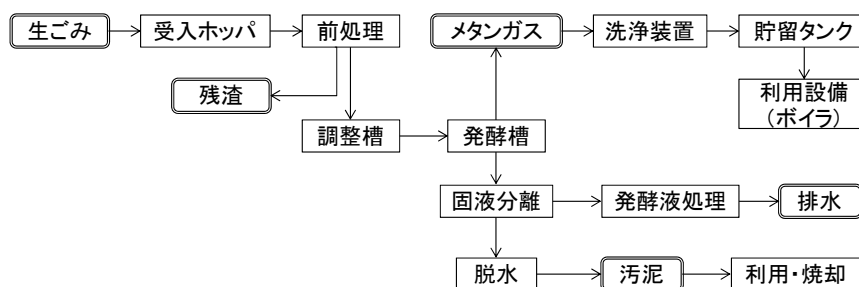 生ごみ
受入ホッパ
前処理
メタンガス
洗浄装置
貯留タンク
残渣
利用設備
(ボイラ)
調整槽
発酵槽
固液分離
発酵液処理
排水
脱水
汚泥
利用・焼却